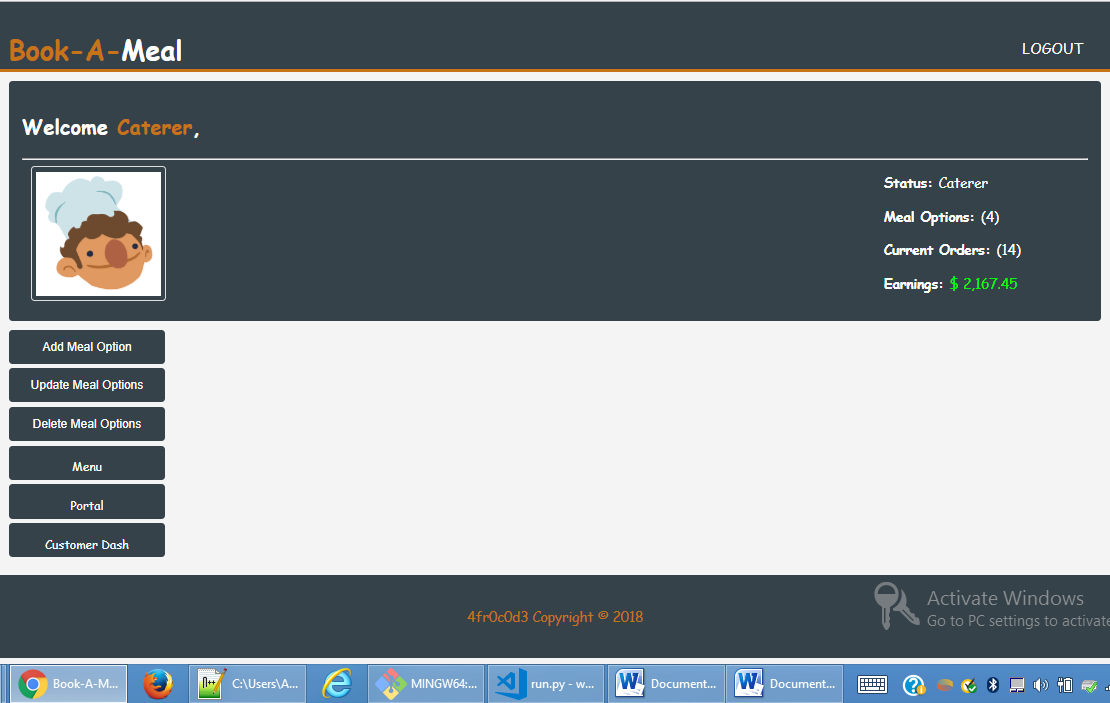 Book-A-Meal
LOGOUT
Welcome Caterer,
Status: Caterer
Meal Options: (4)
Current Orders: (14)
Earnings: $ 2,167.45
Add Meal Option
Update Meal Options
Delete Meal Options
Menu
Portal
Customer Dash
4fr0c0d3 Copyright © 2018
Activate Windows
Go to PC settings to activate
Book-A-M...
C:\Users\A...
MINGW64:...
run.py - w...
Document...
Document...